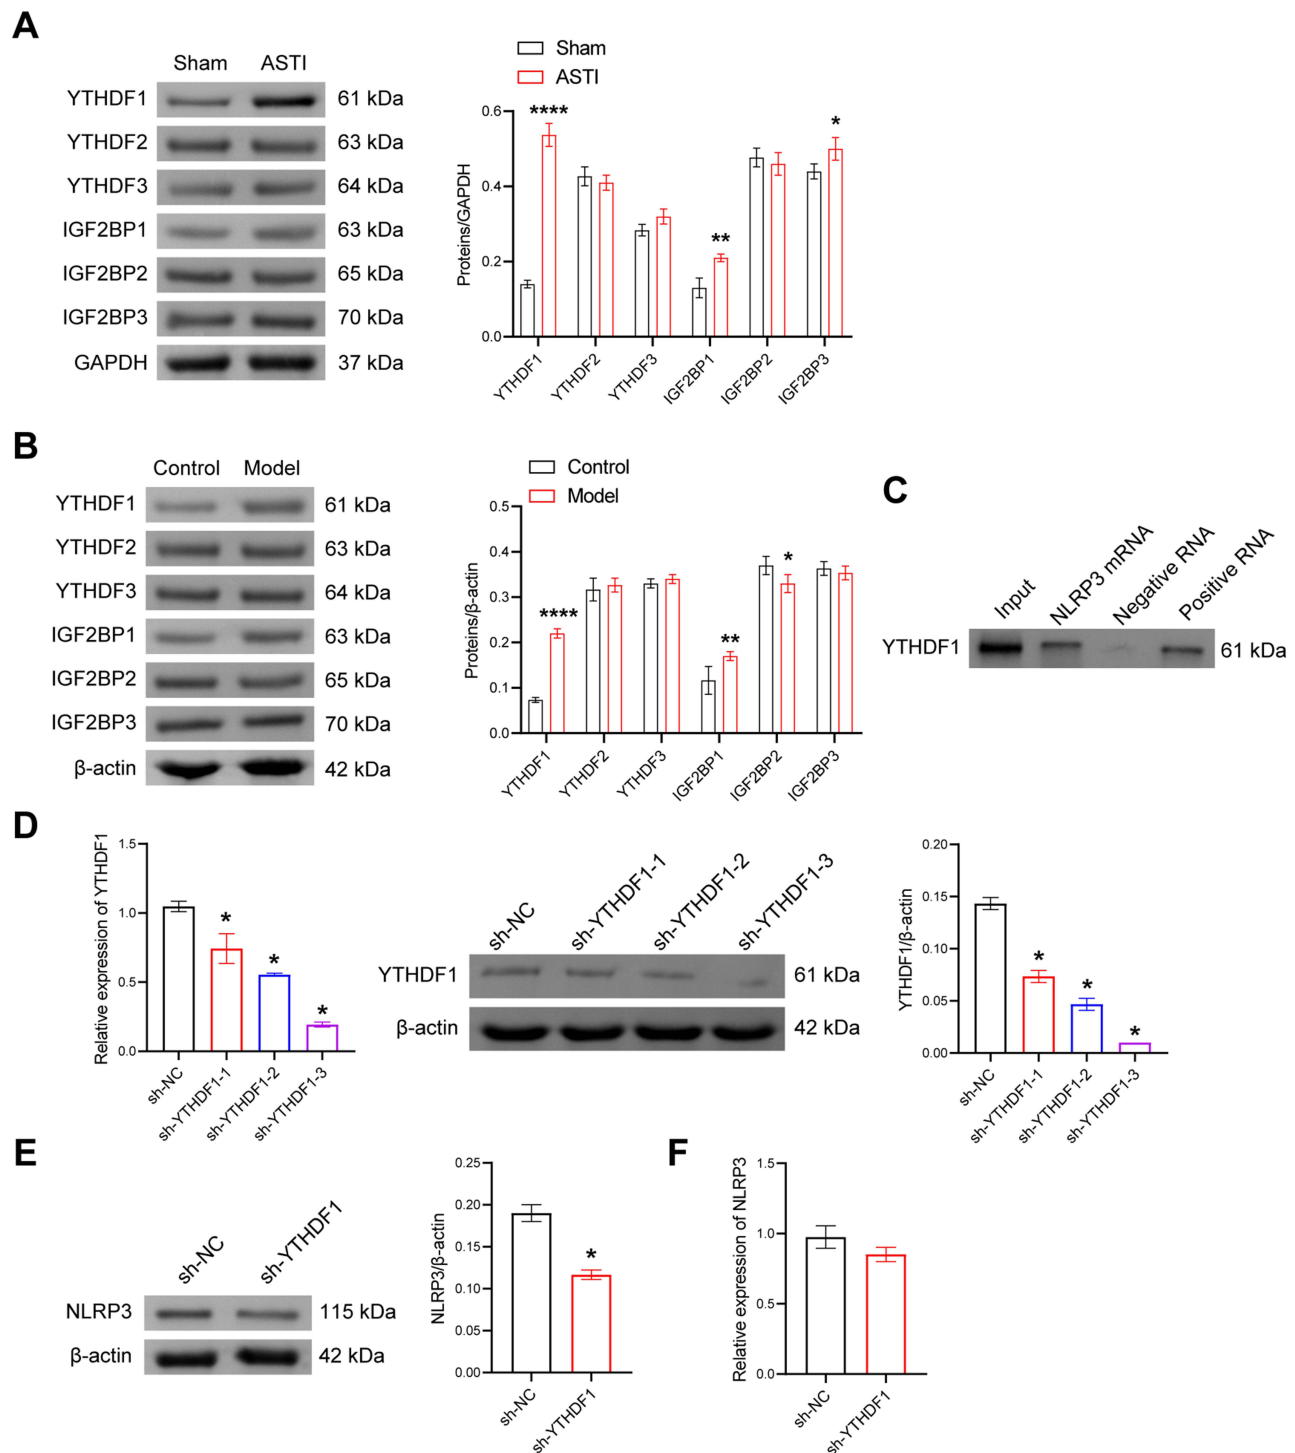 A
Sham ASTI
YTHDF1 61 kDa
YTHDF2 63 kDa
YTHDF3 64 kDa
IGF2BP1 63 kDa
IGF2BP2 65 kDa
IGF2BP3 70 kDa
GAPDH 37 kDa
Sham
ASTI
Proteins/GAPDH
0.6
0.4
0.2
0.0
****
**
*
YTHDF1 YTHDF2 YTHDF3 IGF2BP1 IGF2BP2 IGF2BP3
B
Control Model
YTHDF1 61 kDa
YTHDF2 63 kDa
YTHDF3 64 kDa
IGF2BP1 63 kDa
IGF2BP2 65 kDa
IGF2BP3 70 kDa
β-actin 42 kDa
Control
Model
Proteins/β-actin
0.5
0.4
0.3
0.2
0.1
0.0
****
**
*
YTHDF1 YTHDF2 YTHDF3 IGF2BP1 IGF2BP2 IGF2BP3
C
Input NLRP3 mRNA Negative RNA Positive RNA
YTHDF1 61 kDa
D
Relative expression of YTHDF1
1.5
1.0
0.5
0.0
* * *
sh-NC sh-YTHDF1-1 sh-YTHDF1-2 sh-YTHDF1-3
sh-NC sh-YTHDF1-1 sh-YTHDF1-2 sh-YTHDF1-3
YTHDF1 61 kDa
β-actin 42 kDa
YTHDF1/β-actin
0.20
0.15
0.10
0.05
0.00
* * *
sh-NC sh-YTHDF1-1 sh-YTHDF1-2 sh-YTHDF1-3
E
sh-NC sh-YTHDF1
NLRP3 115 kDa
β-actin 42 kDa
NLRP3/β-actin
0.25
0.20
0.15
0.10
0.05
0.00
*
sh-NC sh-YTHDF1
F
Relative expression of NLRP3
1.5
1.0
0.5
0.0
sh-NC sh-YTHDF1